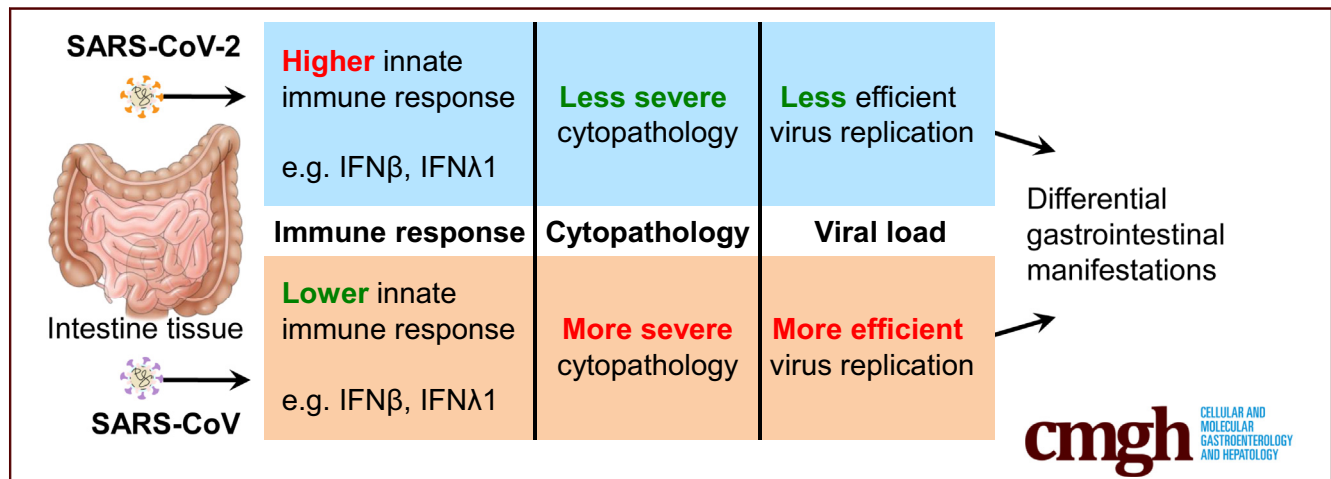 SARS-CoV-2
Higher innate
immune response
e.g. IFNβ, IFNλ1
Less severe
cytopathology
Less efficient
virus replication
Immune response
Cytopathology
Viral load
Differential
gastrointestinal
manifestations
Intestine tissue
SARS-CoV
Lower innate
immune response
e.g. IFNβ, IFNλ1
More severe
cytopathology
More efficient
virus replication
cmgh
CELLULAR AND
MOLECULAR
GASTROENTEROLOGY
AND HEPATOLOGY